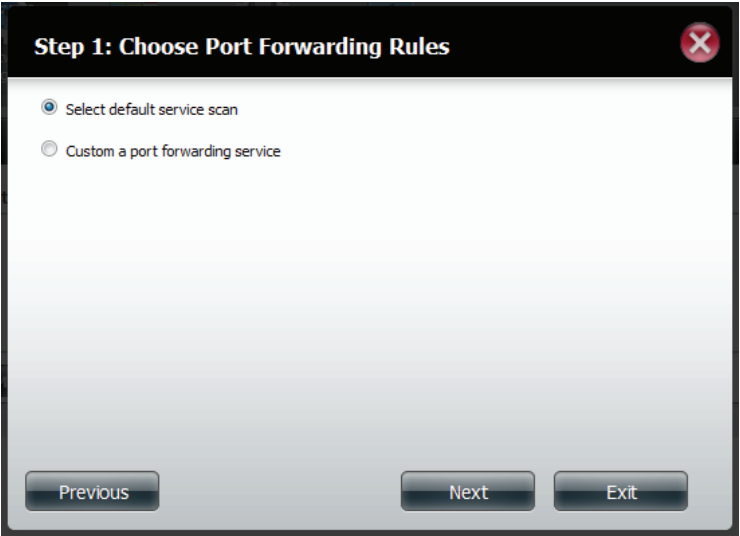 Step 1: Choose Port Forwarding Rules
Select default service scan
Custom a port forwarding service
Previous
Next
Exit